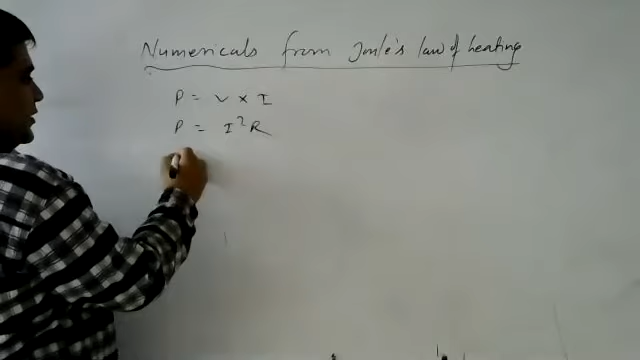 Numericals from Joule's law of heating
P = V × I
P = I²R